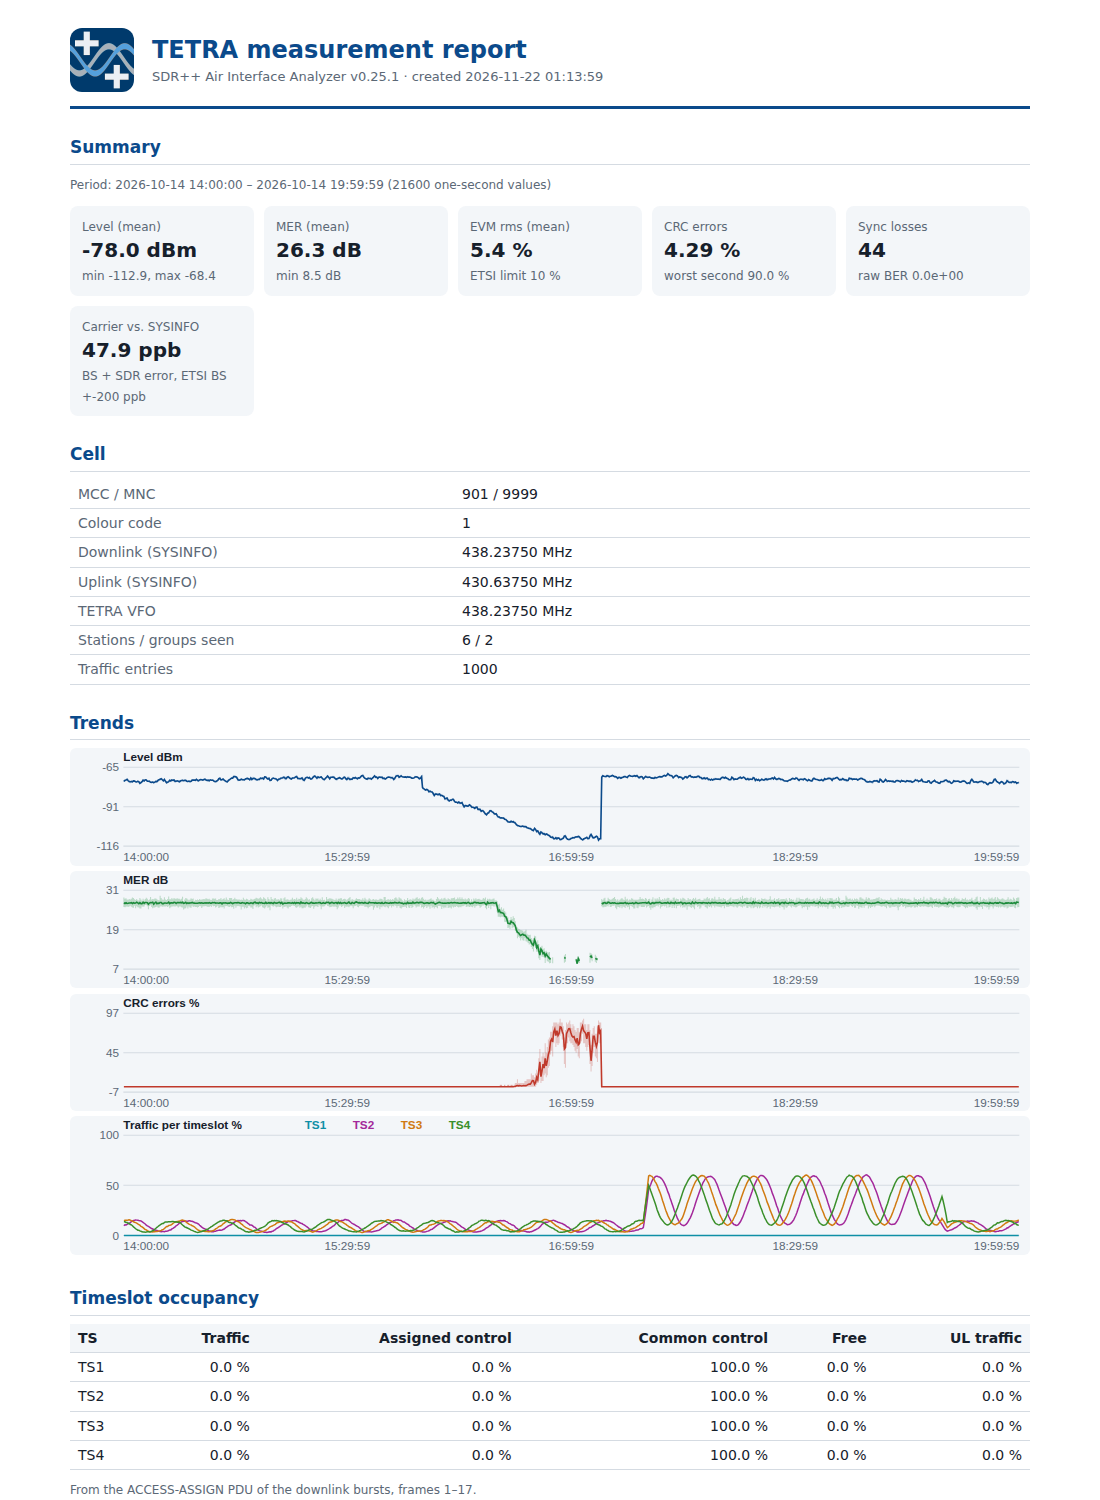 TETRA measurement report
SDR++ Air Interface Analyzer v0.25.1 · created 2026-11-22 01:13:59
Summary
Period: 2026-10-14 14:00:00 – 2026-10-14 19:59:59 (21600 one-second values)
Level (mean)
-78.0 dBm
min -112.9, max -68.4
MER (mean)
26.3 dB
min 8.5 dB
EVM rms (mean)
5.4 %
ETSI limit 10 %
CRC errors
4.29 %
worst second 90.0 %
Sync losses
44
raw BER 0.0e+00
Carrier vs. SYSINFO
47.9 ppb
BS + SDR error, ETSI BS
+-200 ppb
Cell
MCC / MNC 901 / 9999
Colour code 1
Downlink (SYSINFO) 438.23750 MHz
Uplink (SYSINFO) 430.63750 MHz
TETRA VFO 438.23750 MHz
Stations / groups seen 6 / 2
Traffic entries 1000
Trends
Level dBm
-65
-91
-116
14:00:00 15:29:59 16:59:59 18:29:59 19:59:59
MER dB
31
19
7
14:00:00 15:29:59 16:59:59 18:29:59 19:59:59
CRC errors %
97
45
-7
14:00:00 15:29:59 16:59:59 18:29:59 19:59:59
Traffic per timeslot % TS1 TS2 TS3 TS4
100
50
0
14:00:00 15:29:59 16:59:59 18:29:59 19:59:59
Timeslot occupancy
TS Traffic Assigned control Common control Free UL traffic
TS1 0.0 % 0.0 % 100.0 % 0.0 % 0.0 %
TS2 0.0 % 0.0 % 100.0 % 0.0 % 0.0 %
TS3 0.0 % 0.0 % 100.0 % 0.0 % 0.0 %
TS4 0.0 % 0.0 % 100.0 % 0.0 % 0.0 %
From the ACCESS-ASSIGN PDU of the downlink bursts, frames 1–17.